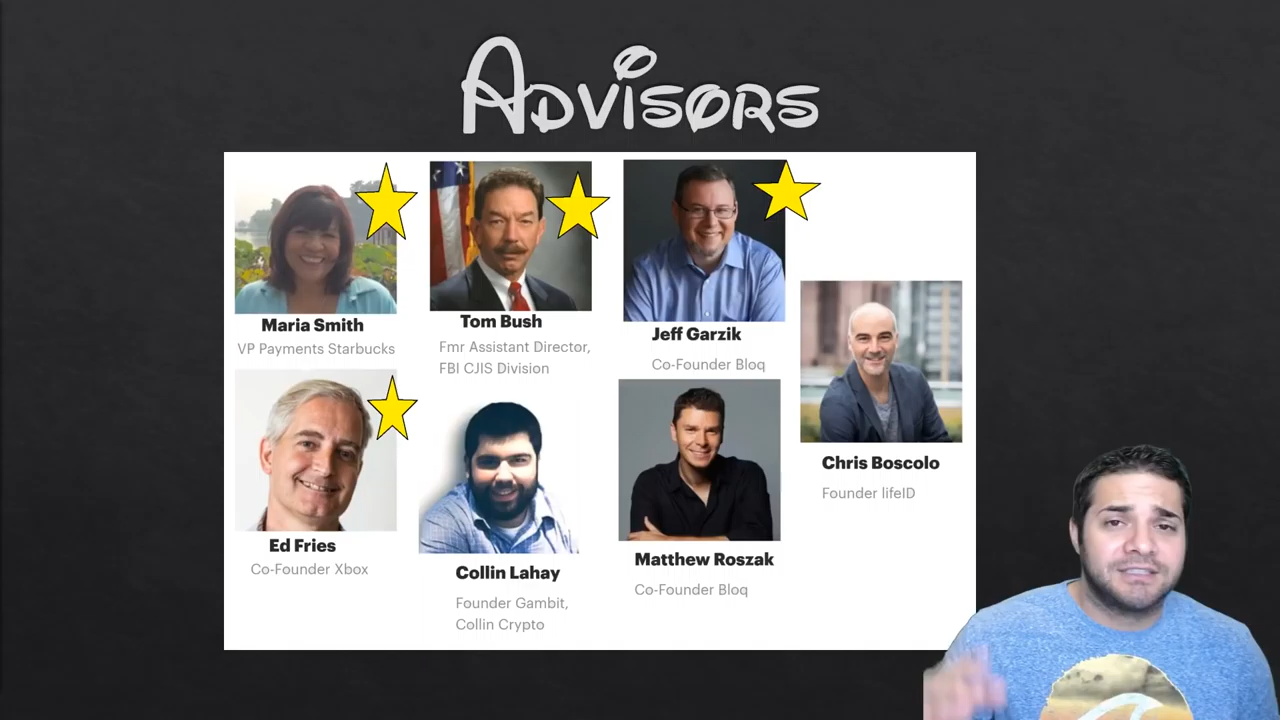 Advisors
Maria Smith
VP Payments Starbucks
Tom Bush
Fmr Assistant Director,
FBI CJIS Division
Jeff Garzik
Co-Founder Bloq
Chris Boscolo
Founder lifeID
Ed Fries
Co-Founder Xbox
Collin Lahay
Founder Gambit,
Collin Crypto
Matthew Roszak
Co-Founder Bloq